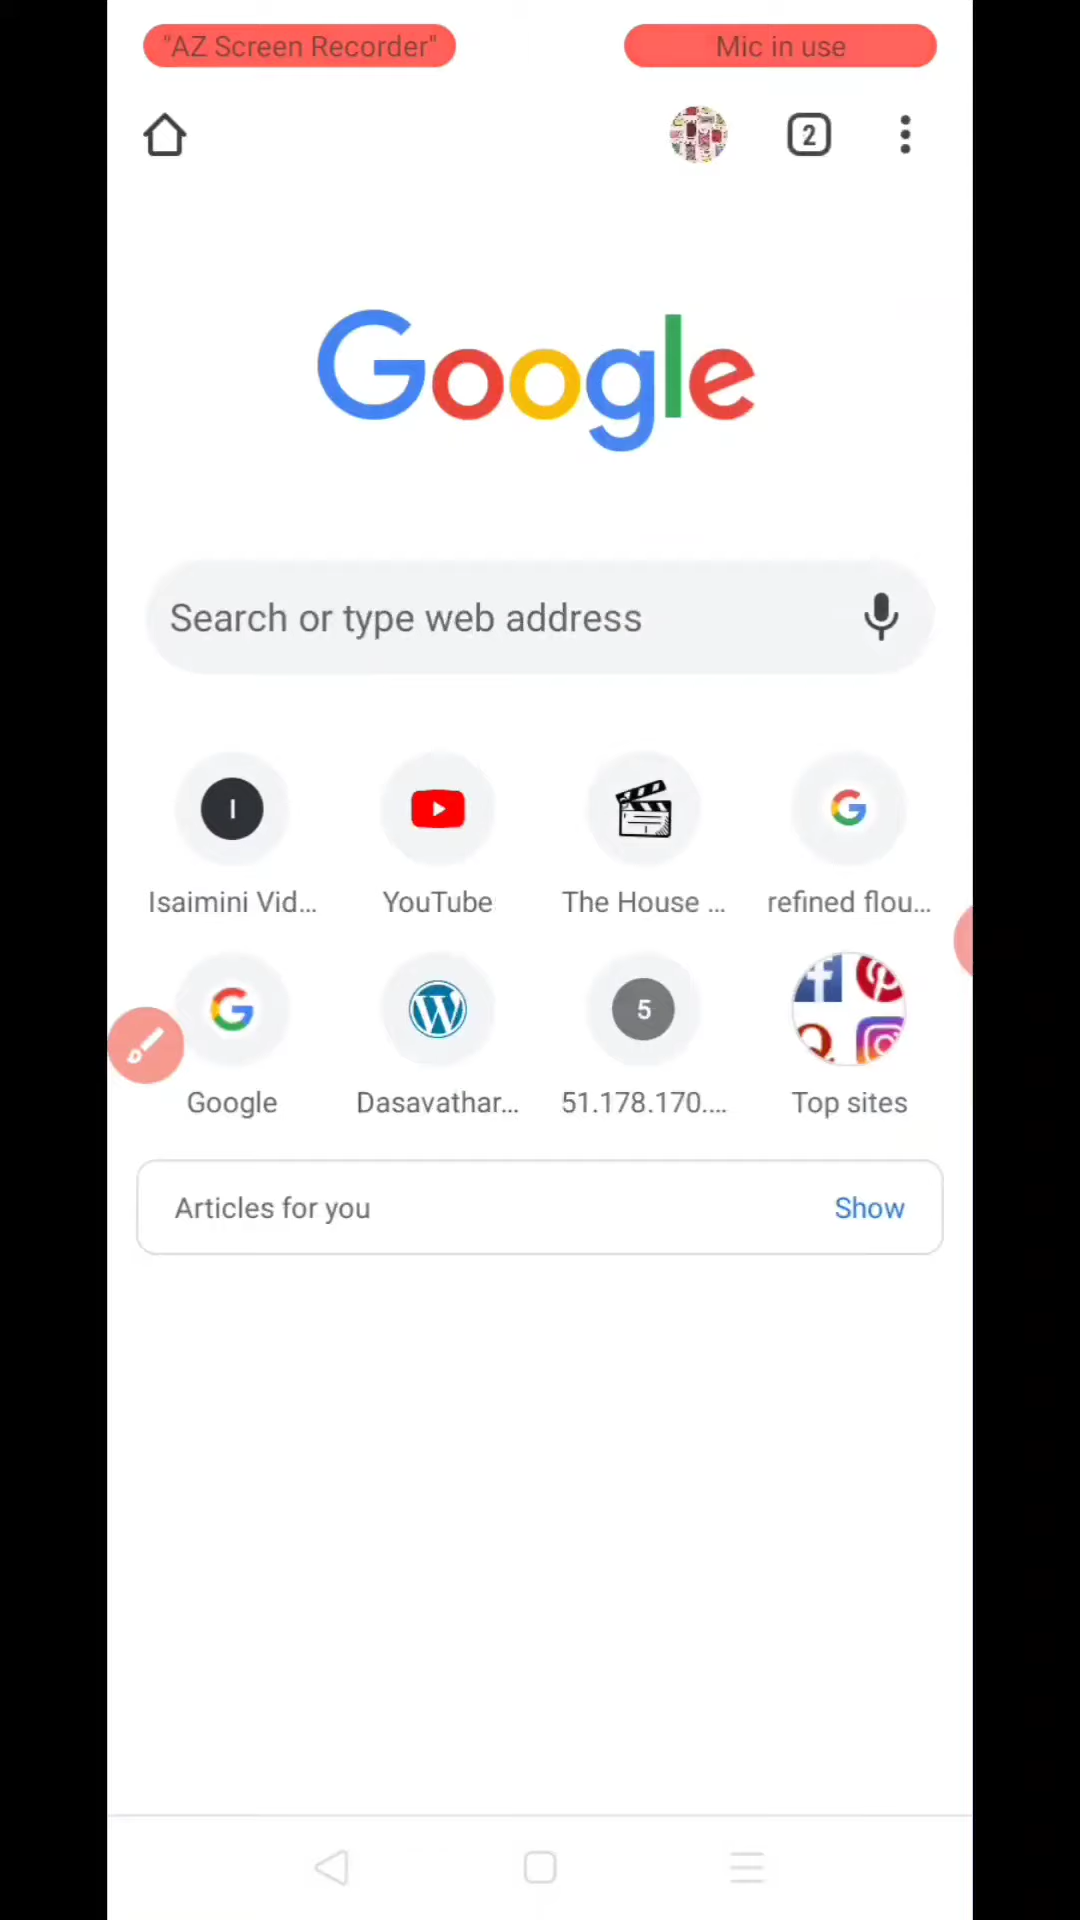 "AZ Screen Recorder" Mic in use
2
Google
Search or type web address
I
Isaimini Vid... YouTube The House ... refined flou...
5
Google Dasavathar... 51.178.170....
Top sites
Articles for you Show